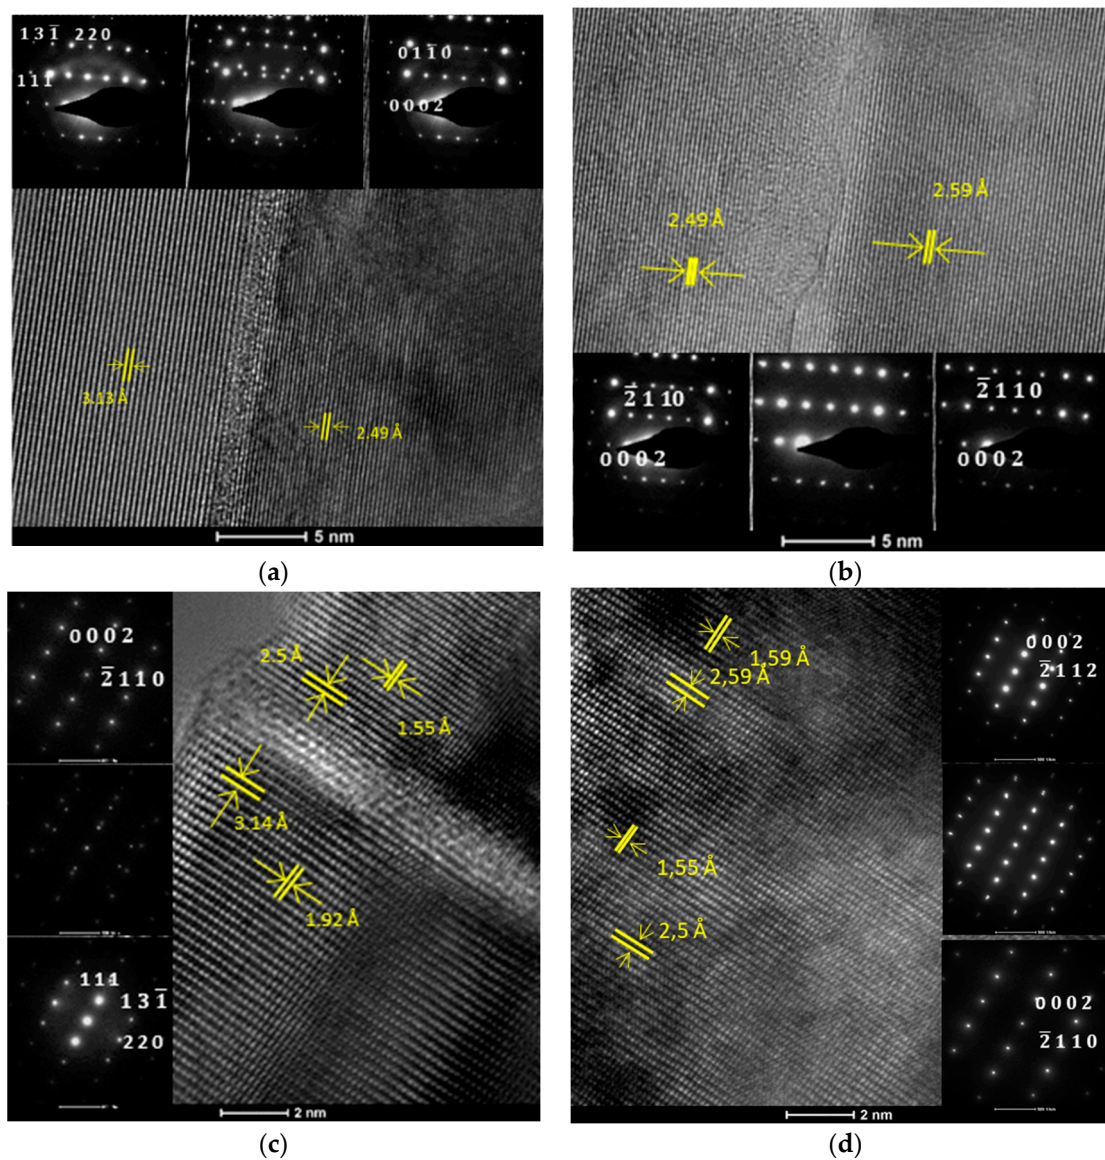 1 3 1̅ 2 2 0
1 1 1
0 1 1̅ 0
0 0 0 2
3.13 Å
2.49 Å
5 nm
(a)
2.49 Å
2.59 Å
2̅ 1 1 0
0 0 0 2
2̅ 1 1 0
0 0 0 2
5 nm
(b)
0 0 0 2
2̅ 1 1 0
1 1 1
1 3 1̅
2 2 0
2.5 Å
1.55 Å
3.14 Å
1.92 Å
2 nm
(c)
1,59 Å
2,59 Å
1,55 Å
2,5 Å
2 nm
0 0 0 2
2̅ 1 1 2
0 0 0 2
2̅ 1 1 0
(d)